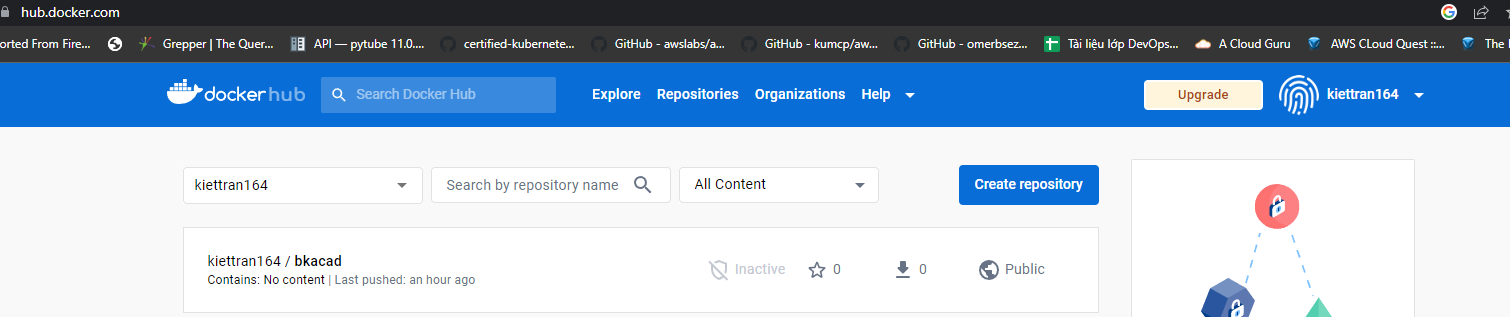 hub.docker.com
orted From Fire... Grepper | The Quer... API — pytube 11.0.... certified-kubernete... GitHub - awslabs/a... GitHub - kumcp/aw... GitHub - omerbsez... Tài liệu lớp DevOps... A Cloud Guru AWS CLoud Quest ::... The
dockerhub Search Docker Hub Explore Repositories Organizations Help Upgrade kiettran164
kiettran164 Search by repository name All Content Create repository
kiettran164 / bkacad Inactive 0 0 Public
Contains: No content | Last pushed: an hour ago